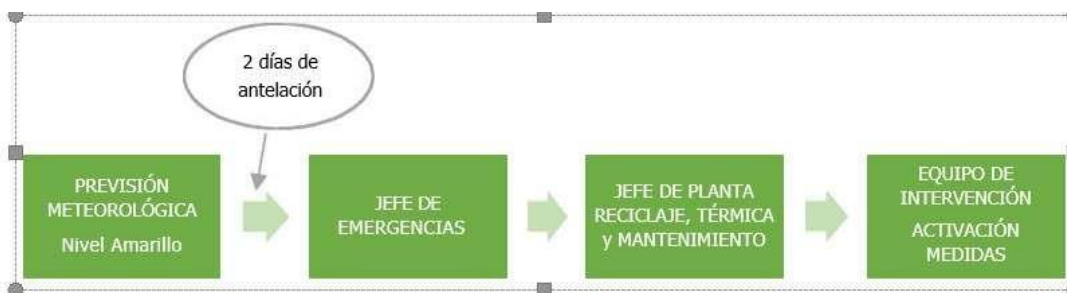 2 días de
antelación
PREVISIÓN
METEOROLÓGICA
Nivel Amarillo
JEFE DE
EMERGENCIAS
JEFE DE PLANTA
RECICLAJE, TÉRMICA
y MANTENIMIENTO
EQUIPO DE
INTERVENCIÓN
ACTIVACIÓN
MEDIDAS